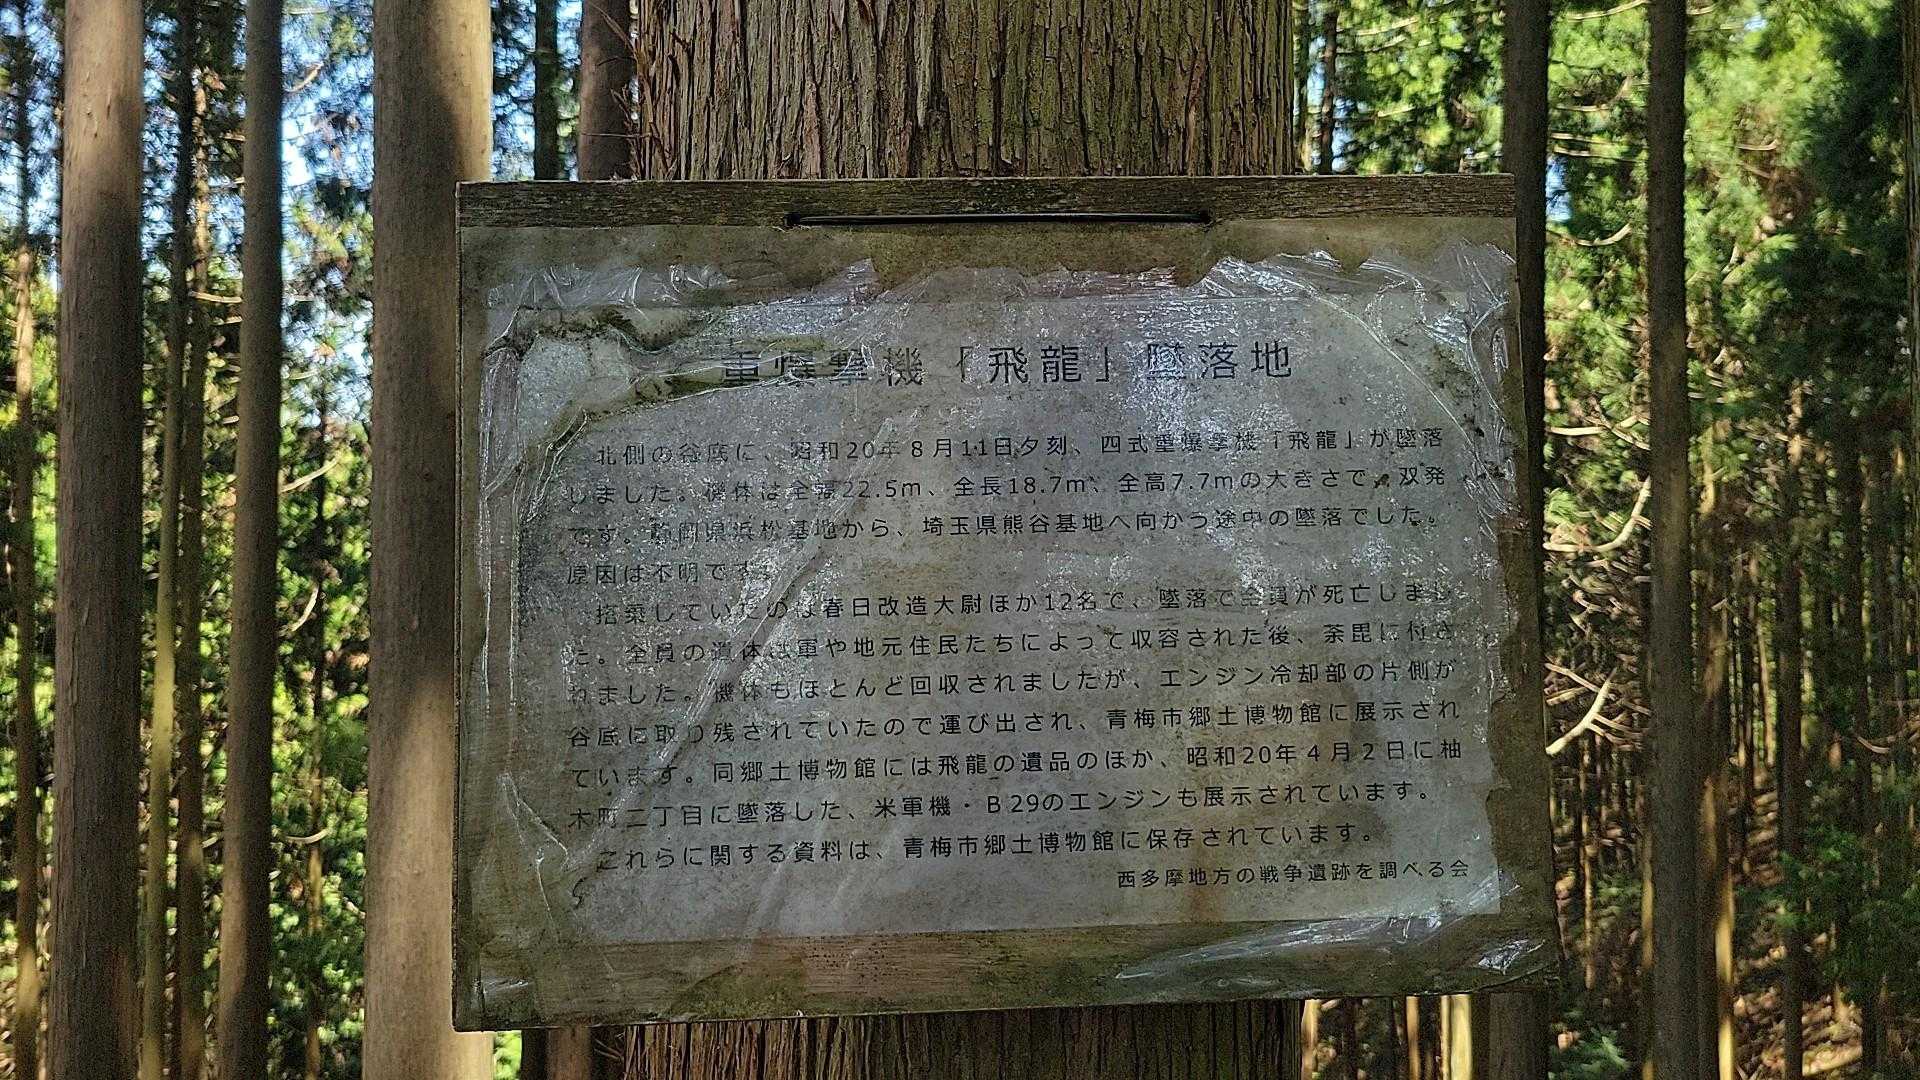 重爆撃機「飛龍」墜落地
北側の谷底に、昭和20年８月11日夕刻、四式重爆撃機「飛龍」が墜落
しました。機体は全幅22.5m、全長18.7m、全高7.7mの大きさで、双発
です。静岡県浜松基地から、埼玉県熊谷基地へ向かう途中の墜落でした。
原因は不明です。
搭乗していたのは春日改造大尉ほか12名で、墜落で全員が死亡しまし
た。全員の遺体は軍や地元住民たちによって収容された後、荼毘に付さ
れました。機体もほとんど回収されましたが、エンジン冷却部の片側が
谷底に取り残されていたので運び出され、青梅市郷土博物館に展示され
ています。同郷土博物館には飛龍の遺品のほか、昭和20年４月２日に柚
木町二丁目に墜落した、米軍機・Ｂ29のエンジンも展示されています。
これらに関する資料は、青梅市郷土博物館に保存されています。
西多摩地方の戦争遺跡を調べる会